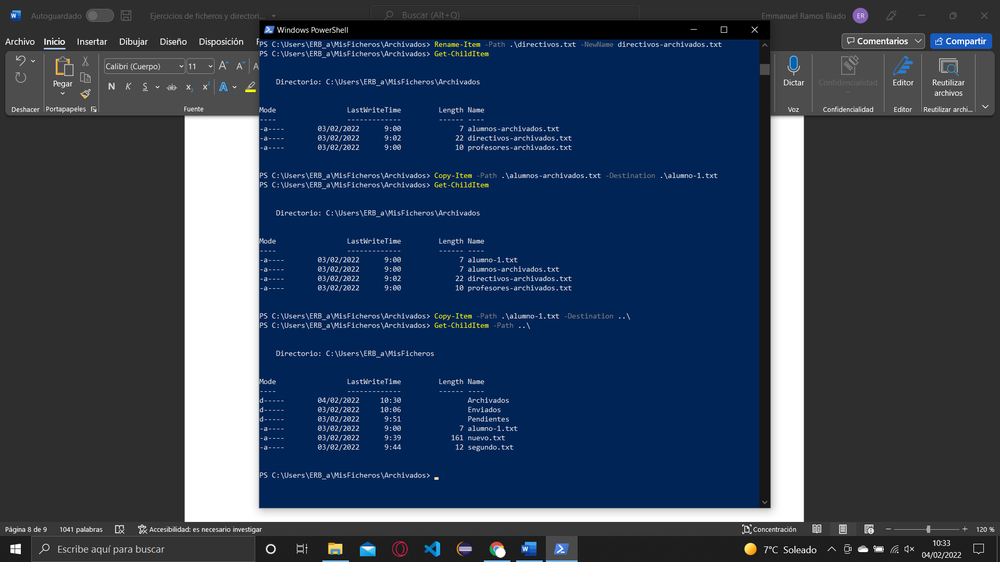 Autoguardado
Ejercicios de ficheros y directori...
Buscar (Alt+Q)
Emmanuel Ramos Biado
ER
Windows PowerShell
Archivo Inicio Insertar Dibujar Diseño Disposición
Comentarios
Compartir
Calibri (Cuerpo)
11
Pegar
N K S ab x2 x2 A
Deshacer
Portapapeles
Fuente
Dictar
Confidencialidad
Editor
Reutilizar
archivos
Voz
Confidencialidad
Editor
Reutilizar archi...
PS C:\Users\ERB_a\MisFicheros\Archivados> Rename-Item -Path .\directivos.txt -NewName directivos-archivados.txt
PS C:\Users\ERB_a\MisFicheros\Archivados> Get-ChildItem
Directorio: C:\Users\ERB_a\MisFicheros\Archivados
Mode LastWriteTime Length Name
---- ------------- ------ ----
-a---- 03/02/2022 9:00 7 alumnos-archivados.txt
-a---- 03/02/2022 9:02 22 directivos-archivados.txt
-a---- 03/02/2022 9:00 10 profesores-archivados.txt
PS C:\Users\ERB_a\MisFicheros\Archivados> Copy-Item -Path .\alumnos-archivados.txt -Destination .\alumno-1.txt
PS C:\Users\ERB_a\MisFicheros\Archivados> Get-ChildItem
Directorio: C:\Users\ERB_a\MisFicheros\Archivados
Mode LastWriteTime Length Name
---- ------------- ------ ----
-a---- 03/02/2022 9:00 7 alumno-1.txt
-a---- 03/02/2022 9:00 7 alumnos-archivados.txt
-a---- 03/02/2022 9:02 22 directivos-archivados.txt
-a---- 03/02/2022 9:00 10 profesores-archivados.txt
PS C:\Users\ERB_a\MisFicheros\Archivados> Copy-Item -Path .\alumno-1.txt -Destination ..\
PS C:\Users\ERB_a\MisFicheros\Archivados> Get-ChildItem -Path ..\
Directorio: C:\Users\ERB_a\MisFicheros
Mode LastWriteTime Length Name
---- ------------- ------ ----
d----- 04/02/2022 10:30 Archivados
d----- 03/02/2022 10:06 Enviados
d----- 03/02/2022 9:51 Pendientes
-a---- 03/02/2022 9:00 7 alumno-1.txt
-a---- 03/02/2022 9:39 161 nuevo.txt
-a---- 03/02/2022 9:44 12 segundo.txt
PS C:\Users\ERB_a\MisFicheros\Archivados>
Página 8 de 9
1041 palabras
Accesibilidad: es necesario investigar
Concentración
120 %
Escribe aquí para buscar
7°C Soleado
10:33
04/02/2022